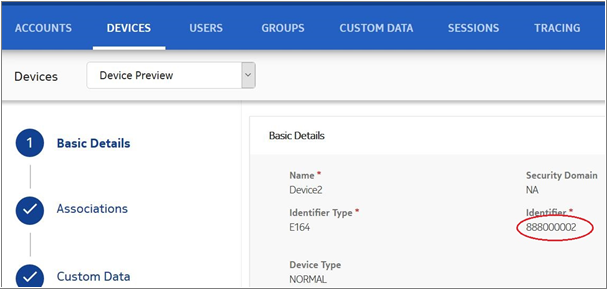 ACCOUNTS DEVICES USERS GROUPS CUSTOM DATA SESSIONS TRACING
Devices Device Preview
1 Basic Details
Associations
Custom Data
Basic Details
Name * Security Domain
Device2 NA
Identifier Type * Identifier *
E164 888000002
Device Type
NORMAL